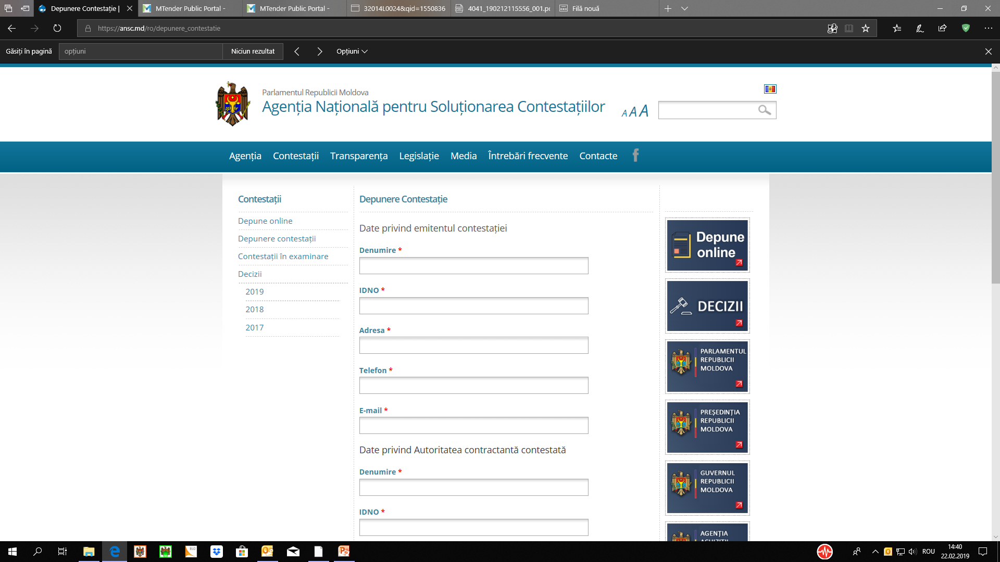 Depunere Contestație |
MTender Public Portal -
MTender Public Portal -
32014L0024&qid=1550836
4041_190212115556_001.pd
Filă nouă
https://ansc.md/ro/depunere_contestatie
Găsiți în pagină
opțiuni
Niciun rezultat
Opțiuni
Parlamentul Republicii Moldova
Agenția Națională pentru Soluționarea Contestațiilor
A A A
Agenția
Contestații
Transparența
Legislație
Media
Întrebări frecvente
Contacte
Contestații
Depune online
Depunere contestații
Contestații în examinare
Decizii
2019
2018
2017
Depunere Contestație
Date privind emitentul contestației
Denumire *
IDNO *
Adresa *
Telefon *
E-mail *
Date privind Autoritatea contractantă contestată
Denumire *
IDNO *
Depune
online
DECIZII
PARLAMENTUL
REPUBLICII
MOLDOVA
PREȘEDINȚIA
REPUBLICII
MOLDOVA
GUVERNUL
REPUBLICII
MOLDOVA
AGENȚIA
ROU
14:40
22.02.2019